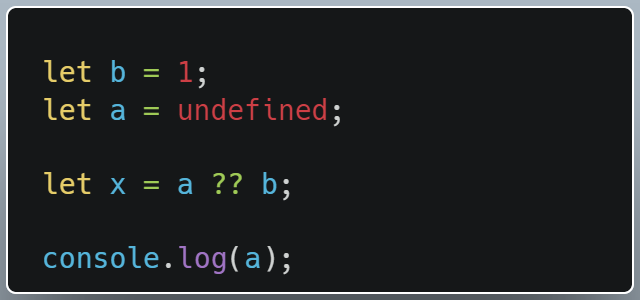 let b = 1;
let a = undefined;
let x = a ?? b;
console.log(a);